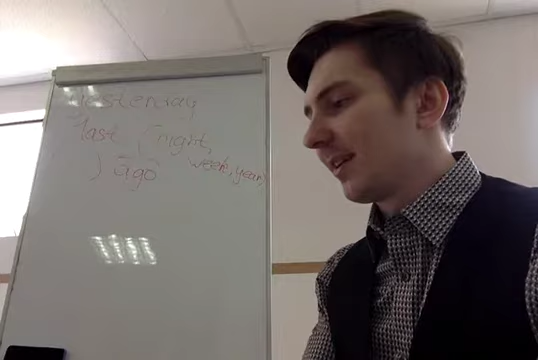 yesterday
last (night,
week, year)
) ago